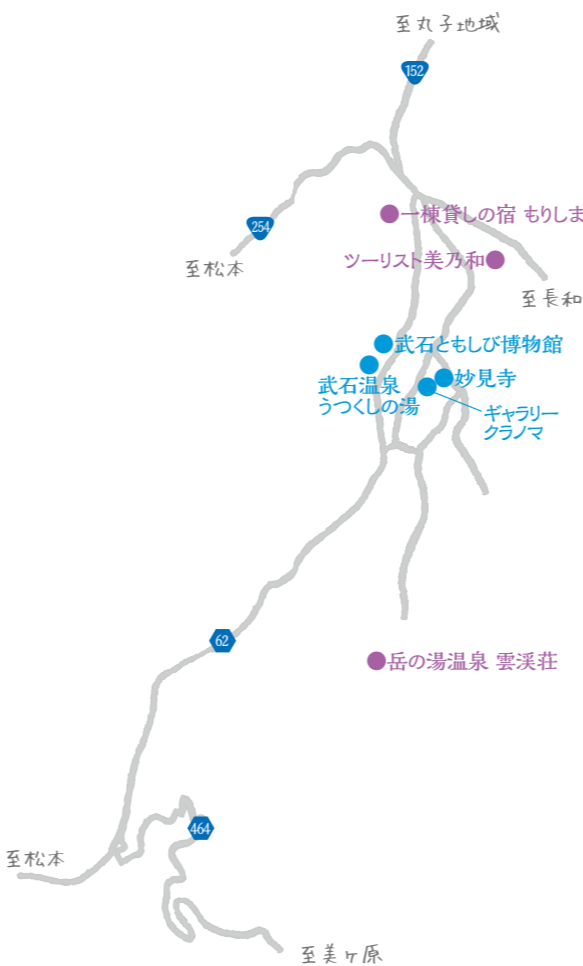 至丸子地域
152
一棟貸しの宿 もりしま
254
ツーリスト美乃和
至松本
至長和
武石ともしび博物館
武石温泉
うつくしの湯
妙見寺
ギャラリー
クラノマ
62
岳の湯温泉 雲渓荘
464
至松本
至美ヶ原